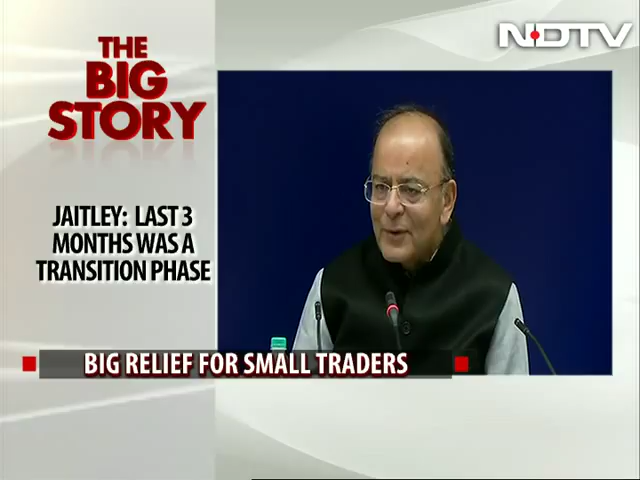 NDTV
THE
BIG
STORY
JAITLEY: LAST 3
MONTHS WAS A
TRANSITION PHASE
BIG RELIEF FOR SMALL TRADERS